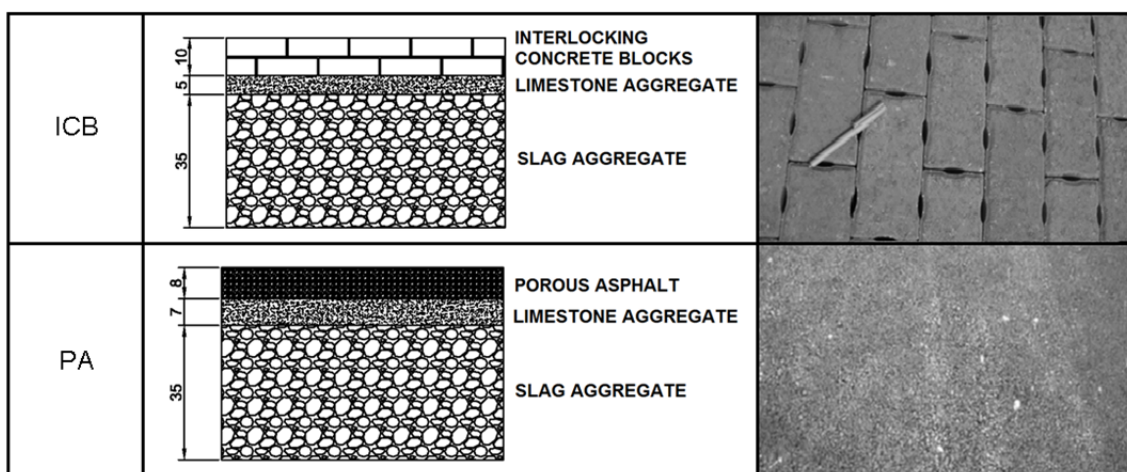 ICB
10
5
35
INTERLOCKING
CONCRETE BLOCKS
LIMESTONE AGGREGATE
SLAG AGGREGATE
PA
8
7
35
POROUS ASPHALT
LIMESTONE AGGREGATE
SLAG AGGREGATE